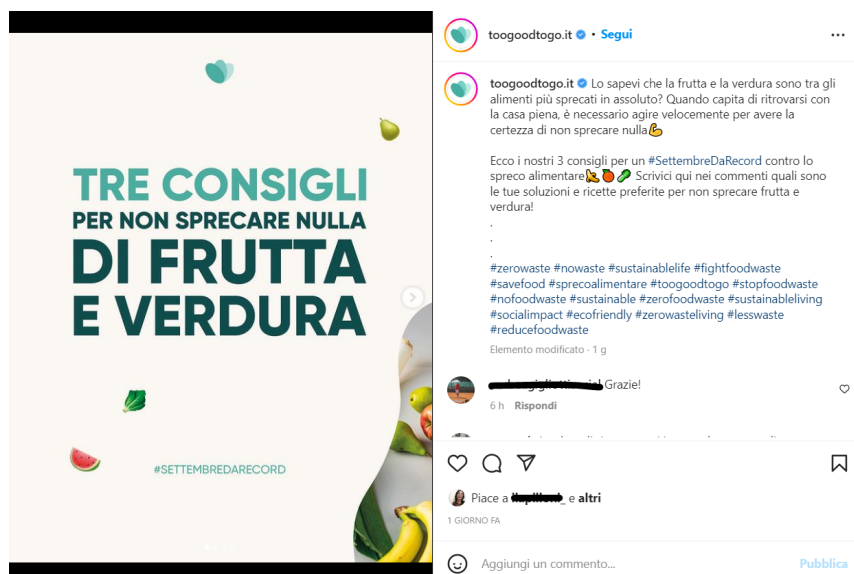 TRE CONSIGLI
PER NON SPRECARE NULLA
DI FRUTTA
E VERDURA
#SETTEMBREDARECORD
toogoodtogo.it • Segui
toogoodtogo.it Lo sapevi che la frutta e la verdura sono tra gli
alimenti più sprecati in assoluto? Quando capita di ritrovarsi con
la casa piena, è necessario agire velocemente per avere la
certezza di non sprecare nulla💪
Ecco i nostri 3 consigli per un #SettembreDaRecord contro lo
spreco alimentare🍌🍊🥒 Scrivici qui nei commenti quali sono
le tue soluzioni e ricette preferite per non sprecare frutta e
verdura!
.
.
.
#zerowaste #nowaste #sustainablelife #fightfoodwaste
#savefood #sprecoalimentare #toogoodtogo #stopfoodwaste
#nofoodwaste #sustainable #zerofoodwaste #sustainableliving
#socialimpact #ecofriendly #zerowasteliving #lesswaste
#reducefoodwaste
Elemento modificato · 1 g
Grazie!
6 h Rispondi
Piace a e altri
1 GIORNO FA
Aggiungi un commento... Pubblica